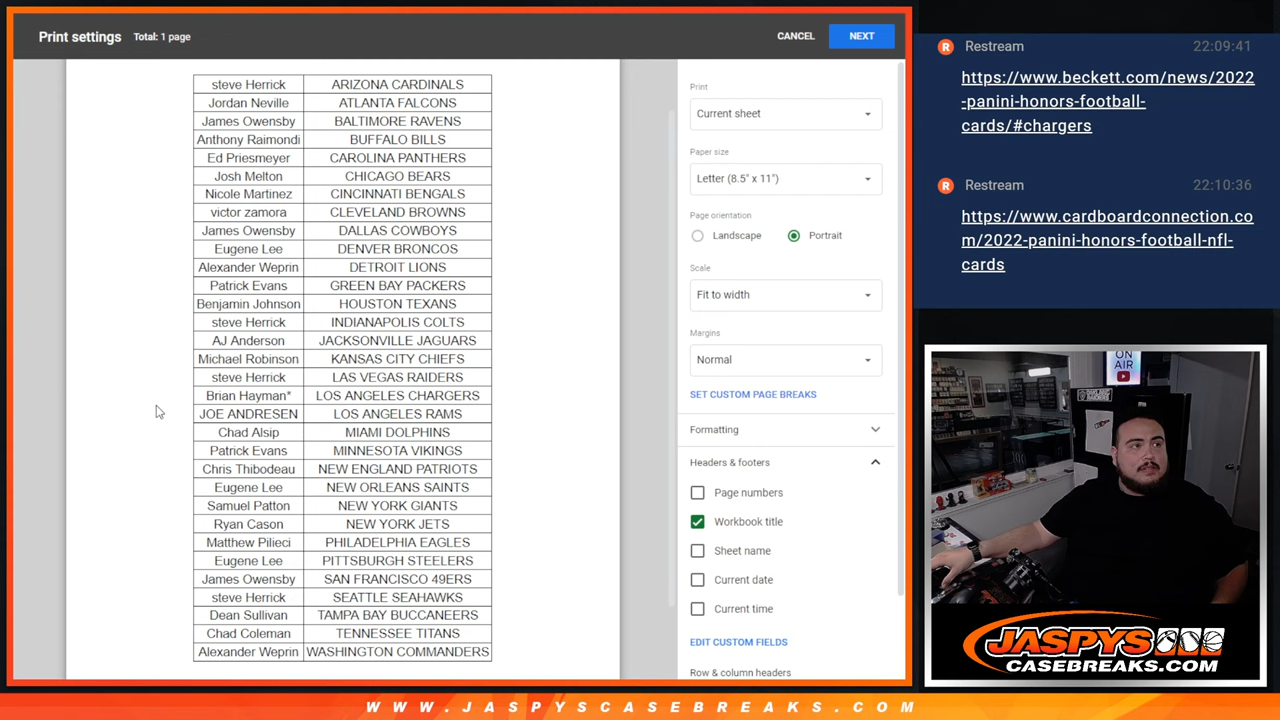 Print settings Total: 1 page CANCEL NEXT
steve Herrick ARIZONA CARDINALS
Jordan Neville ATLANTA FALCONS
James Owensby BALTIMORE RAVENS
Anthony Raimondi BUFFALO BILLS
Ed Priesmeyer CAROLINA PANTHERS
Josh Melton CHICAGO BEARS
Nicole Martinez CINCINNATI BENGALS
victor zamora CLEVELAND BROWNS
James Owensby DALLAS COWBOYS
Eugene Lee DENVER BRONCOS
Alexander Weprin DETROIT LIONS
Patrick Evans GREEN BAY PACKERS
Benjamin Johnson HOUSTON TEXANS
steve Herrick INDIANAPOLIS COLTS
AJ Anderson JACKSONVILLE JAGUARS
Michael Robinson KANSAS CITY CHIEFS
steve Herrick LAS VEGAS RAIDERS
Brian Hayman* LOS ANGELES CHARGERS
JOE ANDRESEN LOS ANGELES RAMS
Chad Alsip MIAMI DOLPHINS
Patrick Evans MINNESOTA VIKINGS
Chris Thibodeau NEW ENGLAND PATRIOTS
Eugene Lee NEW ORLEANS SAINTS
Samuel Patton NEW YORK GIANTS
Ryan Cason NEW YORK JETS
Matthew Pilieci PHILADELPHIA EAGLES
Eugene Lee PITTSBURGH STEELERS
James Owensby SAN FRANCISCO 49ERS
steve Herrick SEATTLE SEAHAWKS
Dean Sullivan TAMPA BAY BUCCANEERS
Chad Coleman TENNESSEE TITANS
Alexander Weprin WASHINGTON COMMANDERS
Print
Current sheet
Paper size
Letter (8.5" x 11")
Page orientation
Landscape Portrait
Scale
Fit to width
Margins
Normal
SET CUSTOM PAGE BREAKS
Formatting
Headers & footers
Page numbers
Workbook title
Sheet name
Current date
Current time
EDIT CUSTOM FIELDS
Row & column headers
R Restream 22:09:41
https://www.beckett.com/news/2022
-panini-honors-football-
cards/#chargers
R Restream 22:10:36
https://www.cardboardconnection.co
m/2022-panini-honors-football-nfl-
cards
ON
AIR
JASPYS
CASEBREAKS.COM
WWW.JASPYSCASEBREAKS.COM